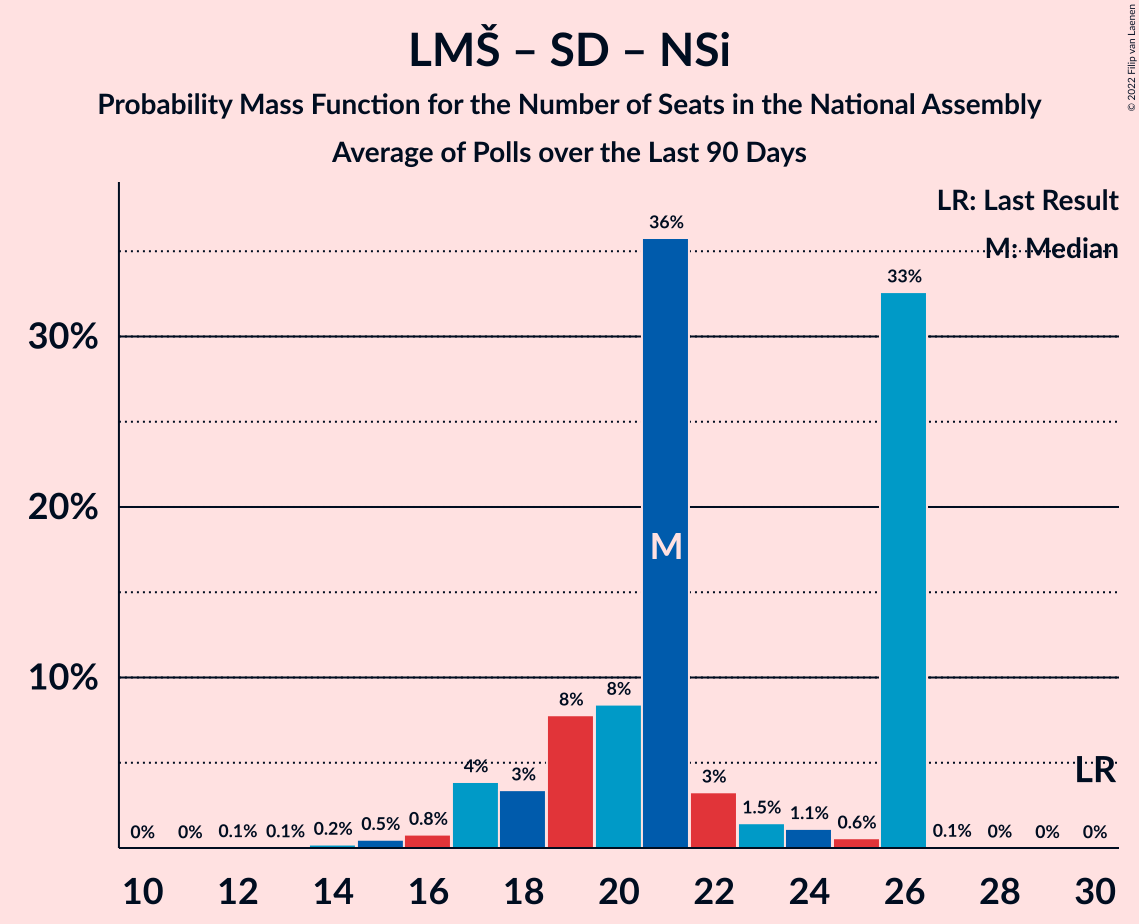 LMŠ – SD – NSi
Probability Mass Function for the Number of Seats in the National Assembly
Average of Polls over the Last 90 Days
© 2022 Filip van Laenen
LR: Last Result
M: Median
30%
20%
10%
0% 0% 0.1% 0.1% 0.2% 0.5% 0.8% 4% 3% 8% 8% 36% 3% 1.5% 1.1% 0.6% 33% 0.1% 0% 0% 0%
M
LR
10 12 14 16 18 20 22 24 26 28 30